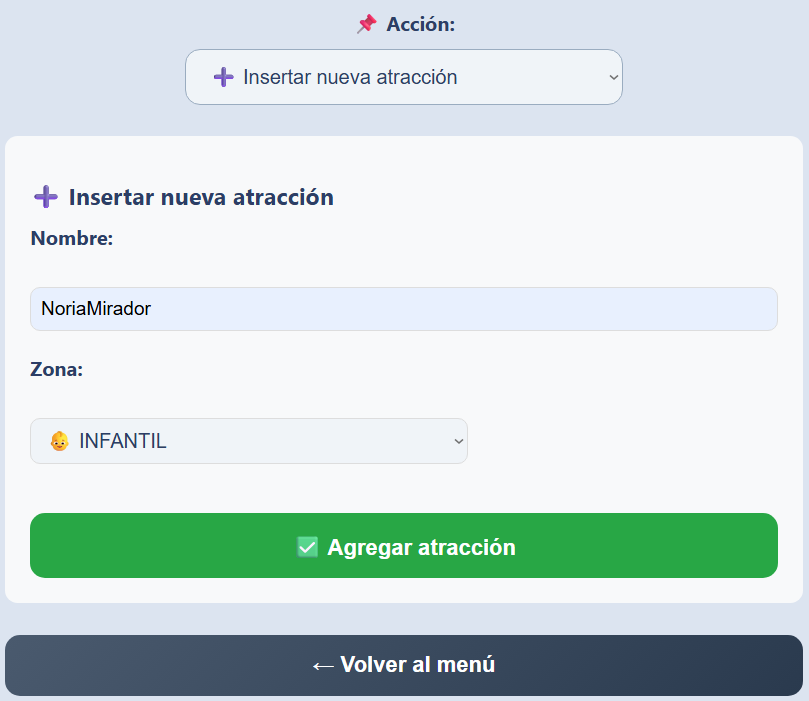 📌 Acción:
➕ Insertar nueva atracción
➕ Insertar nueva atracción
Nombre:
NoriaMirador
Zona:
👶 INFANTIL
✅ Agregar atracción
← Volver al menú